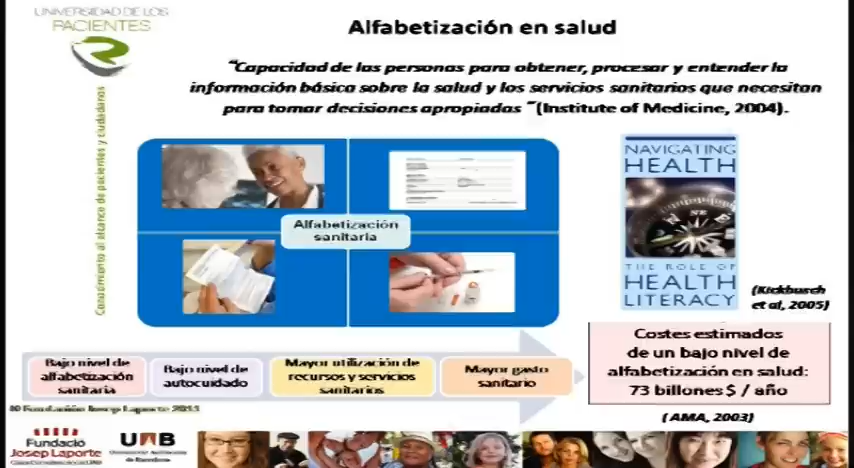 UNIVERSIDAD DE LOS
PACIENTES
Conocimiento al alcance de pacientes y ciudadanos
Alfabetización en salud
"Capacidad de las personas para obtener, procesar y entender la
información básica sobre la salud y los servicios sanitarios que necesitan
para tomar decisiones apropiadas" (Institute of Medicine, 2004).
Alfabetización
sanitaria
NAVIGATING
HEALTH
THE ROLE OF
HEALTH
LITERACY
(Kickbusch
et al, 2005)
Bajo nivel de
alfabetización
sanitaria
Bajo nivel de
autocuidado
Mayor utilización de
recursos y servicios
sanitarios
Mayor gasto
sanitario
Costes estimados
de un bajo nivel de
alfabetización en salud:
73 billones $ / año
(AMA, 2003)
© Fundación Josep Laporte 2011
Fundació
Josep Laporte
UAB
Universitat Autònoma
de Barcelona